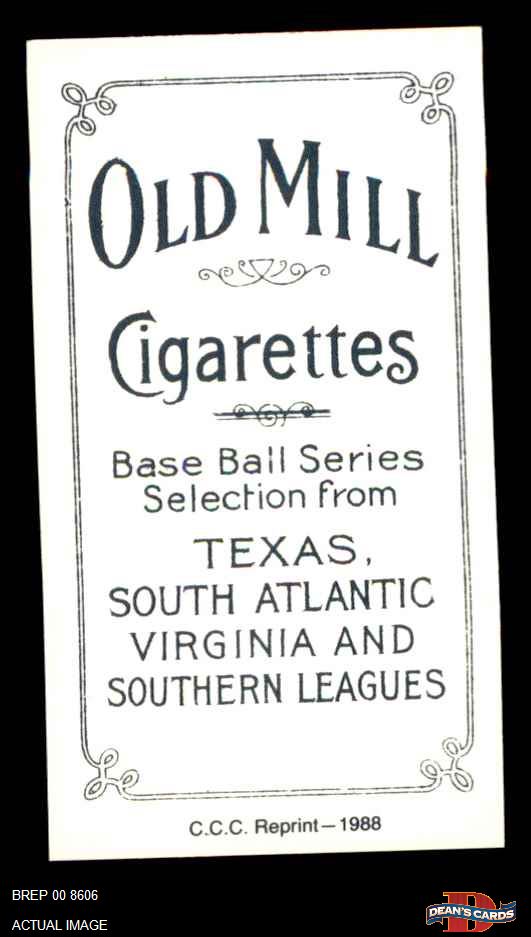 OLD MILL
Cigarettes
Base Ball Series
Selection from
TEXAS,
SOUTH ATLANTIC
VIRGINIA AND
SOUTHERN LEAGUES
C.C.C. Reprint—1988
BREP 00 8606
ACTUAL IMAGE
D
DEAN'S CARDS